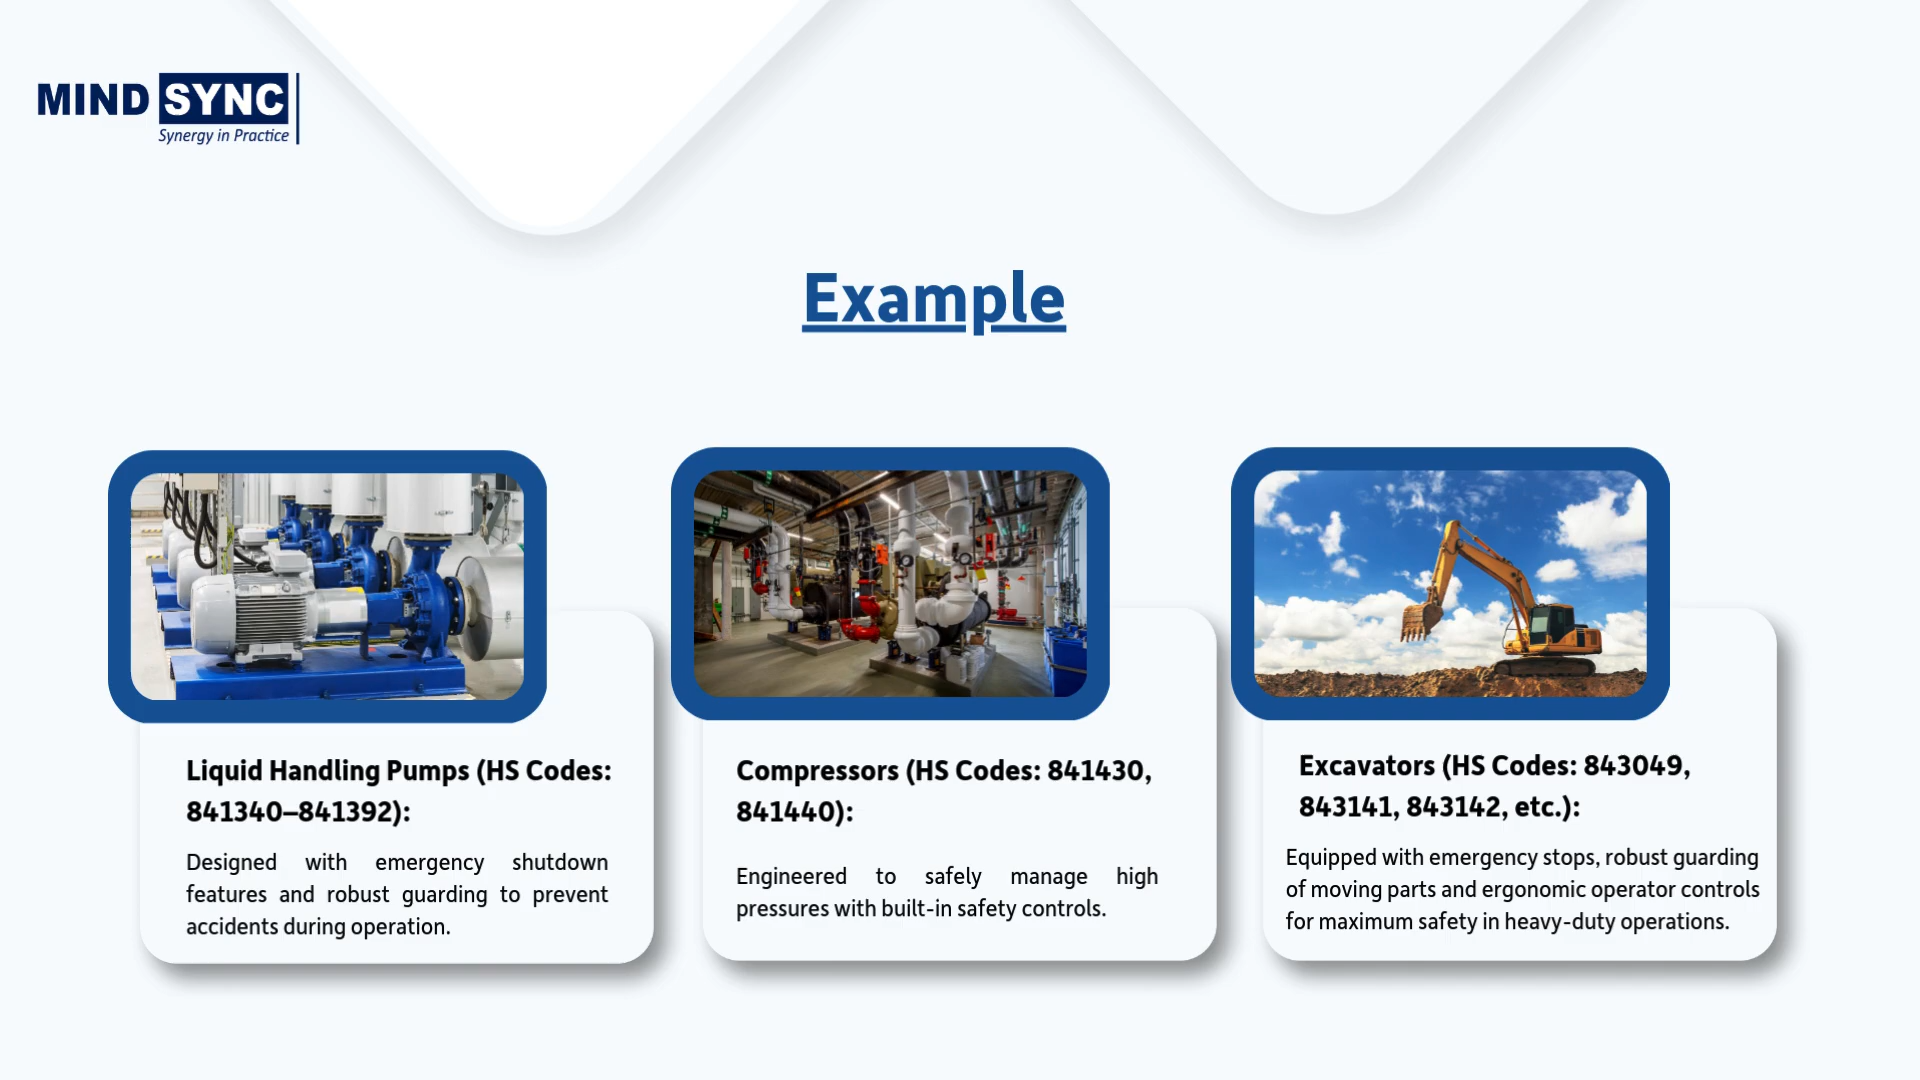 MIND SYNC
Synergy in Practice
Example
Liquid Handling Pumps (HS Codes:
841340–841392):
Designed with emergency shutdown
features and robust guarding to prevent
accidents during operation.
Compressors (HS Codes: 841430,
841440):
Engineered to safely manage high
pressures with built-in safety controls.
Excavators (HS Codes: 843049,
843141, 843142, etc.):
Equipped with emergency stops, robust guarding
of moving parts and ergonomic operator controls
for maximum safety in heavy-duty operations.